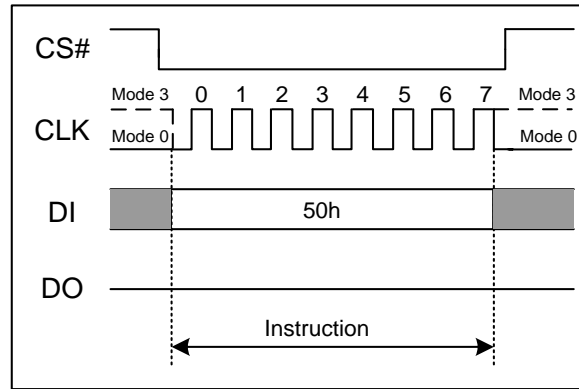 CS#
Mode 3 0 1 2 3 4 5 6 7 Mode 3
CLK
Mode 0 Mode 0
DI 50h
DO
Instruction